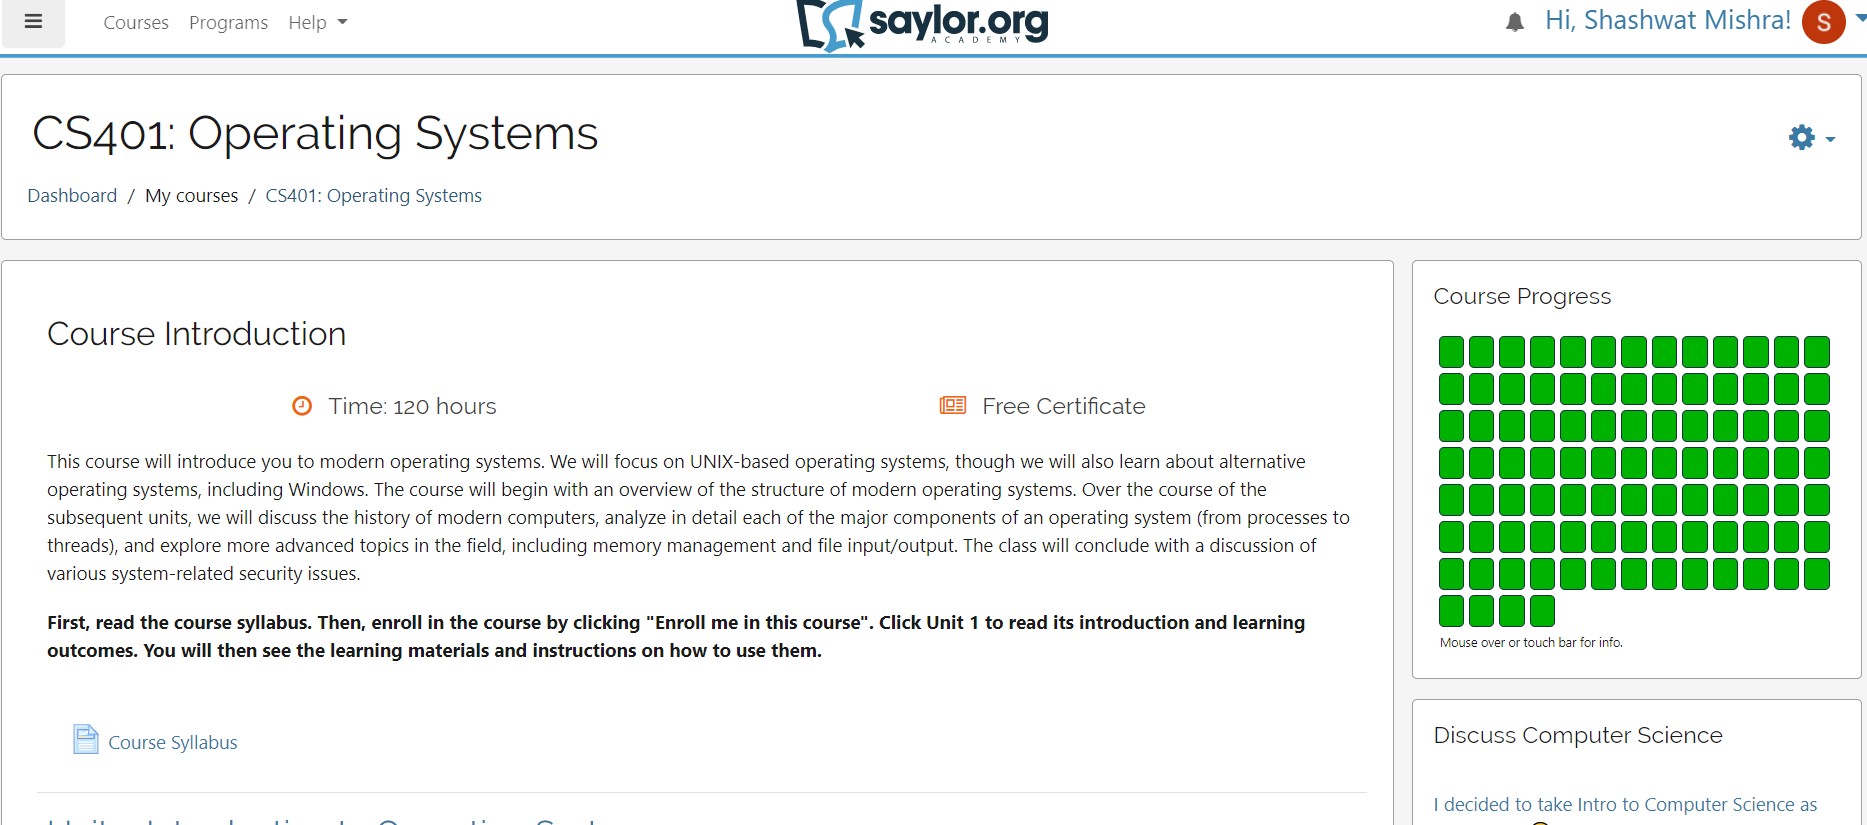 Courses Programs Help
saylor.org
ACADEMY
Hi, Shashwat Mishra!
S
CS401: Operating Systems
Dashboard / My courses / CS401: Operating Systems
Course Introduction
Time: 120 hours
Free Certificate
This course will introduce you to modern operating systems. We will focus on UNIX-based operating systems, though we will also learn about alternative
operating systems, including Windows. The course will begin with an overview of the structure of modern operating systems. Over the course of the
subsequent units, we will discuss the history of modern computers, analyze in detail each of the major components of an operating system (from processes to
threads), and explore more advanced topics in the field, including memory management and file input/output. The class will conclude with a discussion of
various system-related security issues.
First, read the course syllabus. Then, enroll in the course by clicking "Enroll me in this course". Click Unit 1 to read its introduction and learning
outcomes. You will then see the learning materials and instructions on how to use them.
Course Syllabus
Course Progress
Mouse over or touch bar for info.
Discuss Computer Science
I decided to take Intro to Computer Science as